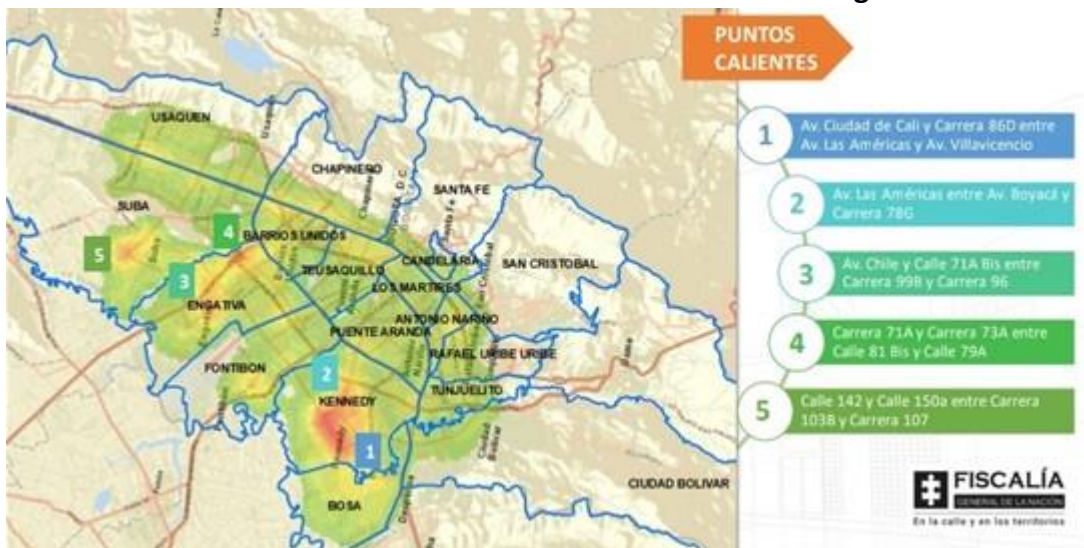 PUNTOS
CALIENTES
1
Av. Ciudad de Cali y Carrera 86D entre
Av. Las Américas y Av. Villavicencio
2
Av. Las Américas entre Av. Boyacá y
Carrera 78G
3
Av. Chile y Calle 71A Bis entre
Carrera 99B y Carrera 96
4
Carrera 71A y Carrera 73A entre
Calle 81 Bis y Calle 79A
5
Calle 142 y Calle 150a entre Carrera
103B y Carrera 107
FISCALÍA
GENERAL DE LA NACIÓN
En la calle y en los territorios
USAQUEN
Usaquen
CHAPINERO
SANTA FE
SUBA
4
BARRIOS UNIDOS
5
CANDELARIA
SAN CRISTOBAL
TEUSAQUILLO
3
LOS MARTIRES
ENGATIVA
ANTONIO NARIÑO
PUENTE ARANDA
RAFAEL URIBE URIBE
FONTIBON
2
TUNJUELITO
KENNEDY
1
Ciudad
Bolivar
CIUDAD BOLIVAR
BOSA